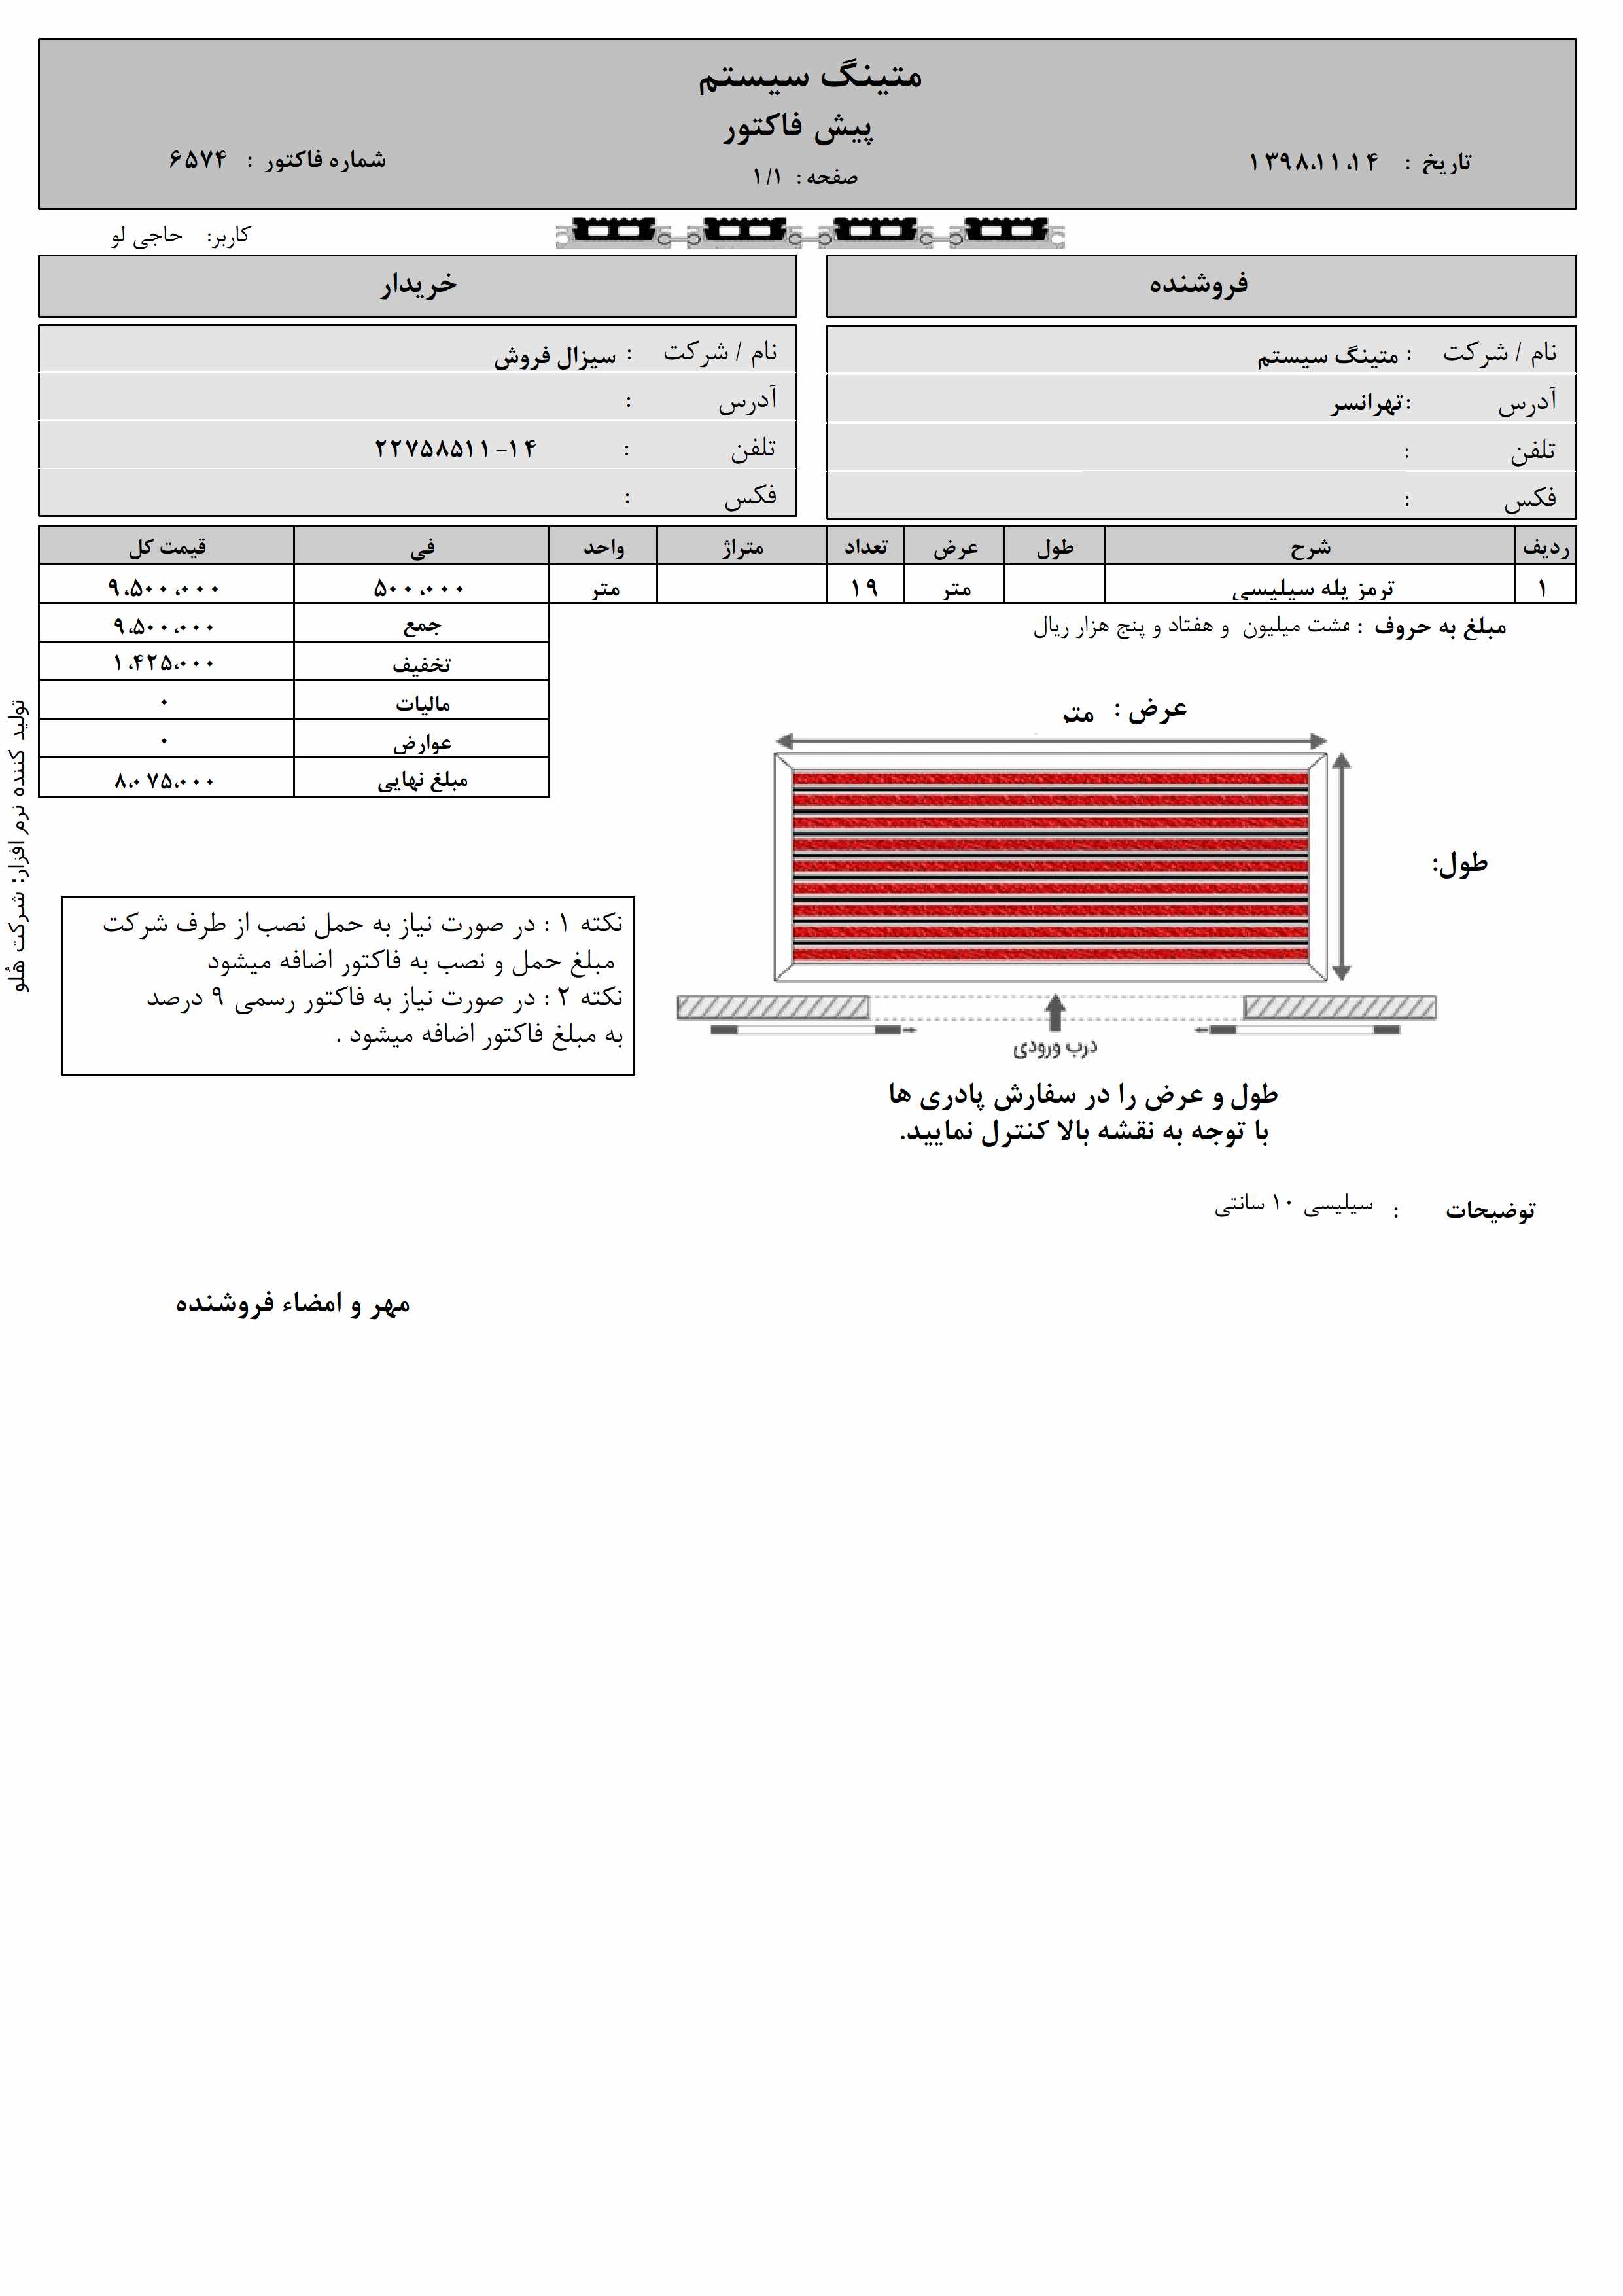 متینگ سیستم
پیش فاکتور
صفحه : ۱/۱
تاریخ : ۱۳۹۸،۱۱،۱۴
شماره فاکتور : ۶۵۷۴
کاربر: حاجی لو
فروشنده
نام / شرکت : متینگ سیستم
آدرس : تهرانسر
تلفن :
فکس :
خریدار
نام / شرکت : سیزال فروش
آدرس :
تلفن : ۲۲۷۵۸۵۱۱-۱۴
فکس :
ردیف شرح طول عرض تعداد متراژ واحد فی قیمت کل
۱ ترمز پله سیلیسی متر ۱۹ متر ۵۰۰،۰۰۰ ۹،۵۰۰،۰۰۰
جمع ۹،۵۰۰،۰۰۰
تخفیف ۱،۴۲۵،۰۰۰
مالیات ۰
عوارض ۰
مبلغ نهایی ۸،۰۷۵،۰۰۰
مبلغ به حروف : هشت میلیون و هفتاد و پنج هزار ریال
عرض : متر
طول:
درب ورودی
طول و عرض را در سفارش پادری ها
با توجه به نقشه بالا کنترل نمایید.
نکته ۱ : در صورت نیاز به حمل نصب از طرف شرکت
مبلغ حمل و نصب به فاکتور اضافه میشود
نکته ۲ : در صورت نیاز به فاکتور رسمی ۹ درصد
به مبلغ فاکتور اضافه میشود .
توضیحات : سیلیسی ۱۰ سانتی
مهر و امضاء فروشنده
تولید کننده نرم افزار: شرکت هُلو